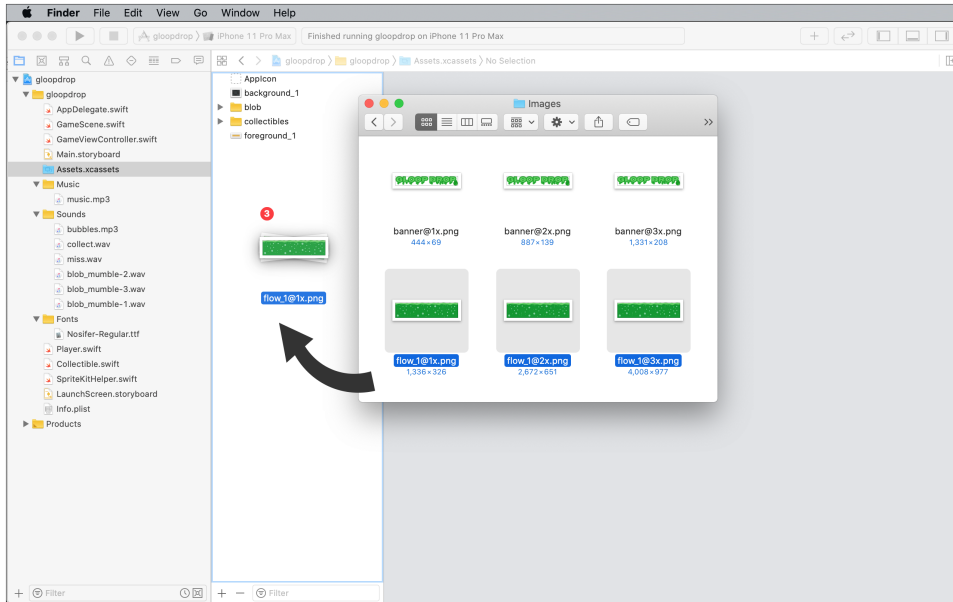 Finder File Edit View Go Window Help
gloopdrop iPhone 11 Pro Max Finished running gloopdrop on iPhone 11 Pro Max
gloopdrop gloopdrop Assets.xcassets No Selection
gloopdrop
gloopdrop
AppDelegate.swift
GameScene.swift
GameViewController.swift
Main.storyboard
Assets.xcassets
Music
music.mp3
Sounds
bubbles.mp3
collect.wav
miss.wav
blob_mumble-2.wav
blob_mumble-3.wav
blob_mumble-1.wav
Fonts
Nosifer-Regular.ttf
Player.swift
Collectible.swift
SpriteKitHelper.swift
LaunchScreen.storyboard
Info.plist
Products
Filter
AppIcon
background_1
blob
collectibles
foreground_1
3
flow_1@1x.png
Filter
Images
GLOOP DROP GLOOP DROP GLOOP DROP
banner@1x.png banner@2x.png banner@3x.png
444×69 887×139 1,331×208
flow_1@1x.png flow_1@2x.png flow_1@3x.png
1,336×326 2,672×651 4,008×977